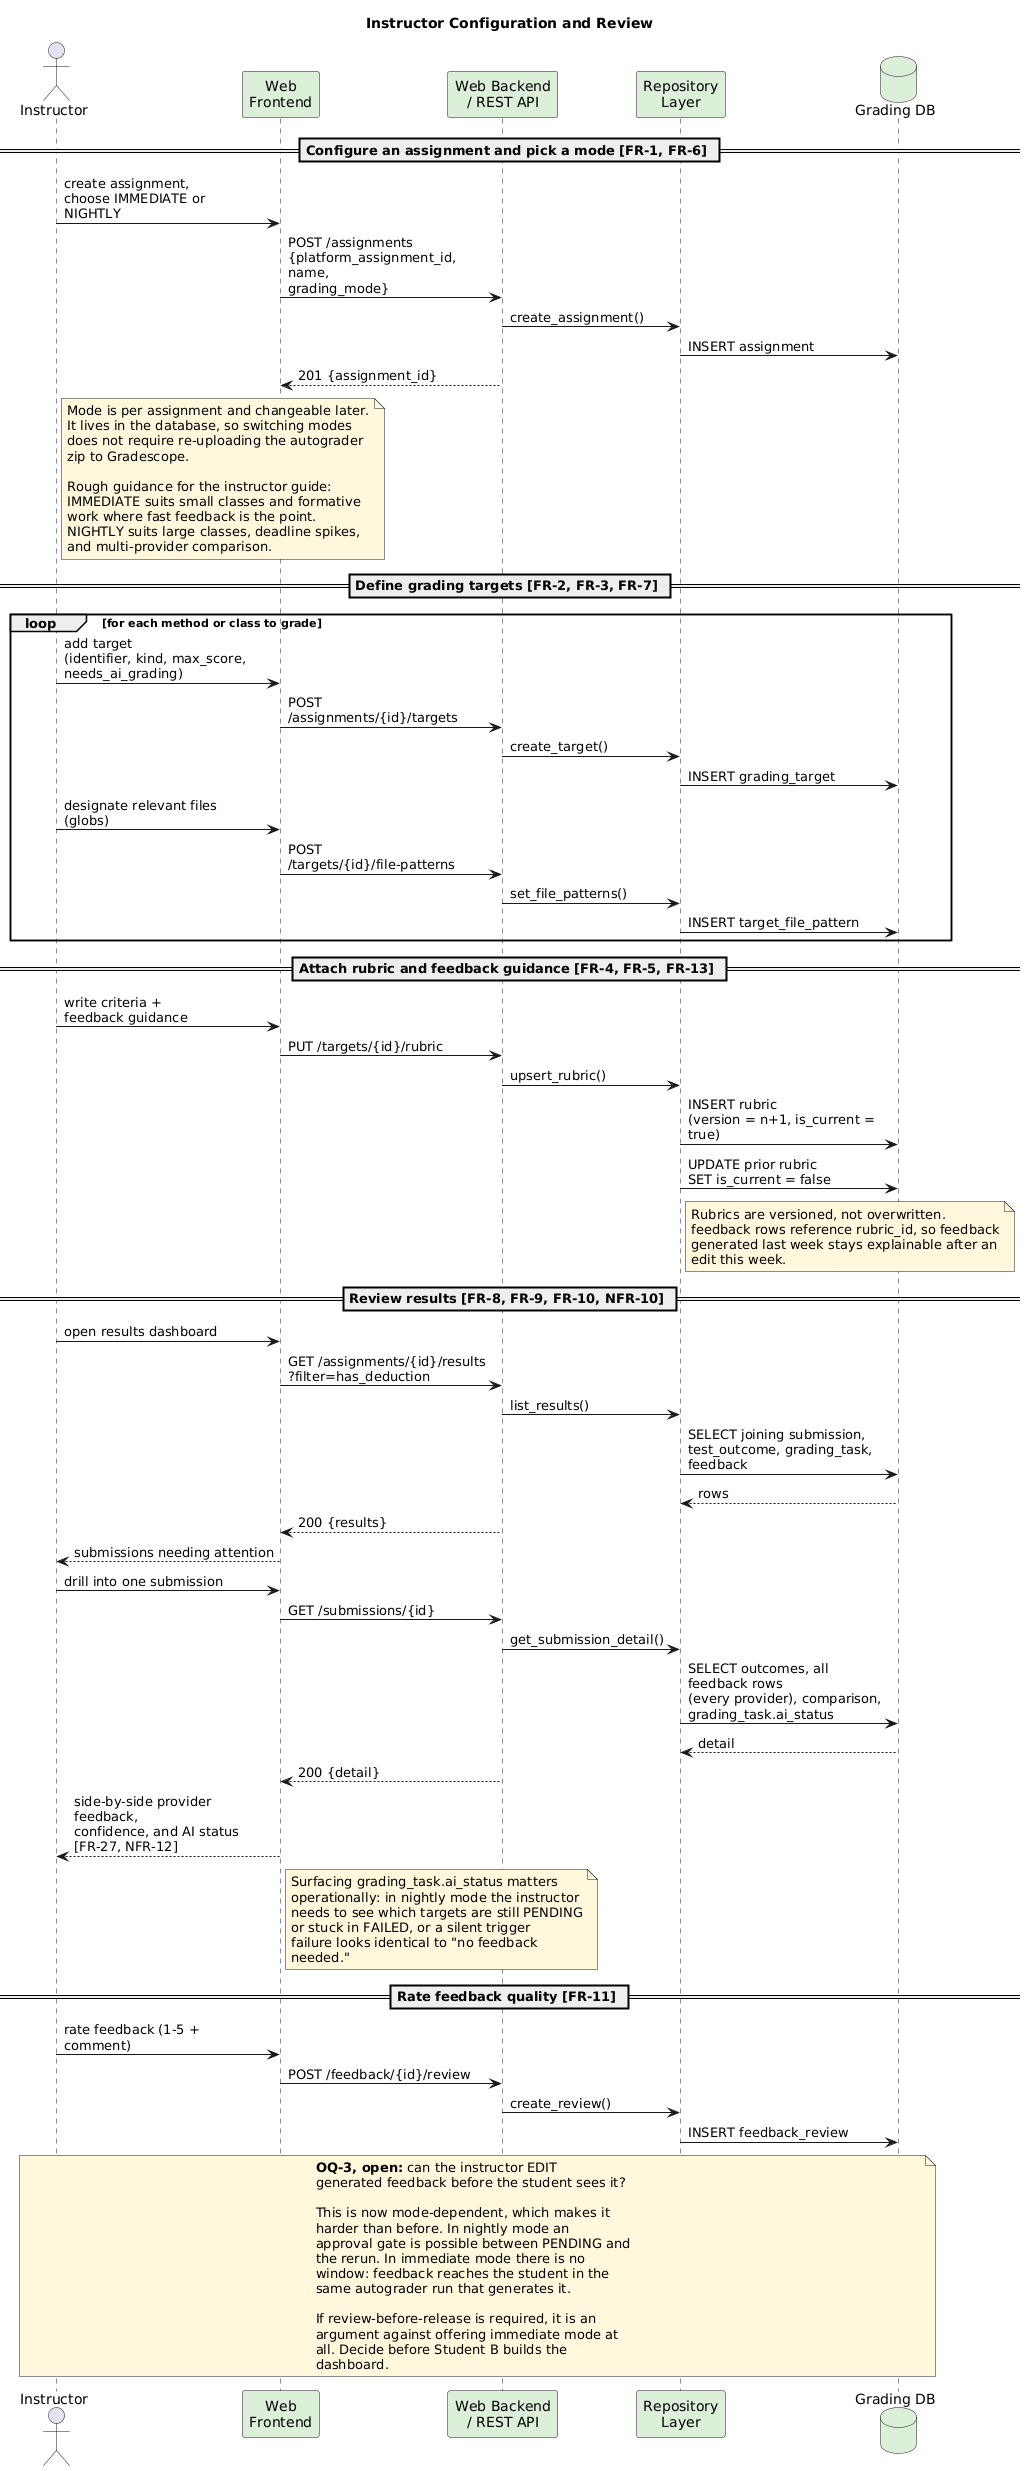 Instructor Configuration and Review
Instructor
Web
Frontend
Web Backend
/ REST API
Repository
Layer
Grading DB
Configure an assignment and pick a mode [FR-1, FR-6]
create assignment,
choose IMMEDIATE or
NIGHTLY
POST /assignments
{platform_assignment_id,
name,
grading_mode}
create_assignment()
INSERT assignment
201 {assignment_id}
Mode is per assignment and changeable later.
It lives in the database, so switching modes
does not require re-uploading the autograder
zip to Gradescope.
Rough guidance for the instructor guide:
IMMEDIATE suits small classes and formative
work where fast feedback is the point.
NIGHTLY suits large classes, deadline spikes,
and multi-provider comparison.
Define grading targets [FR-2, FR-3, FR-7]
loop
[for each method or class to grade]
add target
(identifier, kind, max_score,
needs_ai_grading)
POST
/assignments/{id}/targets
create_target()
INSERT grading_target
designate relevant files
(globs)
POST
/targets/{id}/file-patterns
set_file_patterns()
INSERT target_file_pattern
Attach rubric and feedback guidance [FR-4, FR-5, FR-13]
write criteria +
feedback guidance
PUT /targets/{id}/rubric
upsert_rubric()
INSERT rubric
(version = n+1, is_current =
true)
UPDATE prior rubric
SET is_current = false
Rubrics are versioned, not overwritten.
feedback rows reference rubric_id, so feedback
generated last week stays explainable after an
edit this week.
Review results [FR-8, FR-9, FR-10, NFR-10]
open results dashboard
GET /assignments/{id}/results
?filter=has_deduction
list_results()
SELECT joining submission,
test_outcome, grading_task,
feedback
rows
200 {results}
submissions needing attention
drill into one submission
GET /submissions/{id}
get_submission_detail()
SELECT outcomes, all
feedback rows
(every provider), comparison,
grading_task.ai_status
detail
200 {detail}
side-by-side provider
feedback,
confidence, and AI status
[FR-27, NFR-12]
Surfacing grading_task.ai_status matters
operationally: in nightly mode the instructor
needs to see which targets are still PENDING
or stuck in FAILED, or a silent trigger
failure looks identical to "no feedback
needed."
Rate feedback quality [FR-11]
rate feedback (1-5 +
comment)
POST /feedback/{id}/review
create_review()
INSERT feedback_review
OQ-3, open: can the instructor EDIT
generated feedback before the student sees it?
This is now mode-dependent, which makes it
harder than before. In nightly mode an
approval gate is possible between PENDING and
the rerun. In immediate mode there is no
window: feedback reaches the student in the
same autograder run that generates it.
If review-before-release is required, it is an
argument against offering immediate mode at
all. Decide before Student B builds the
dashboard.
Instructor
Web
Frontend
Web Backend
/ REST API
Repository
Layer
Grading DB